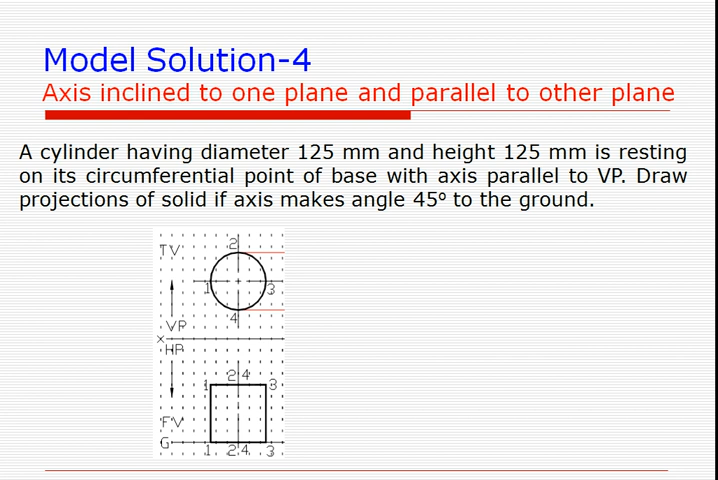 Model Solution-4
Axis inclined to one plane and parallel to other plane
A cylinder having diameter 125 mm and height 125 mm is resting
on its circumferential point of base with axis parallel to VP. Draw
projections of solid if axis makes angle 45º to the ground.
TV
2
1
3
4
VP
X
HP
2 4
1
3
FV
G
1
2 4
3